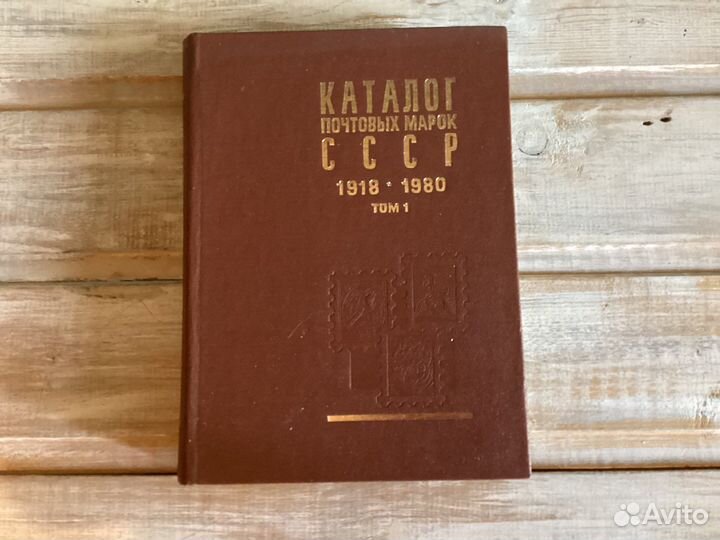 КАТАЛОГ
ПОЧТОВЫХ МАРОК
СССР
1918 • 1980
ТОМ 1
Avito